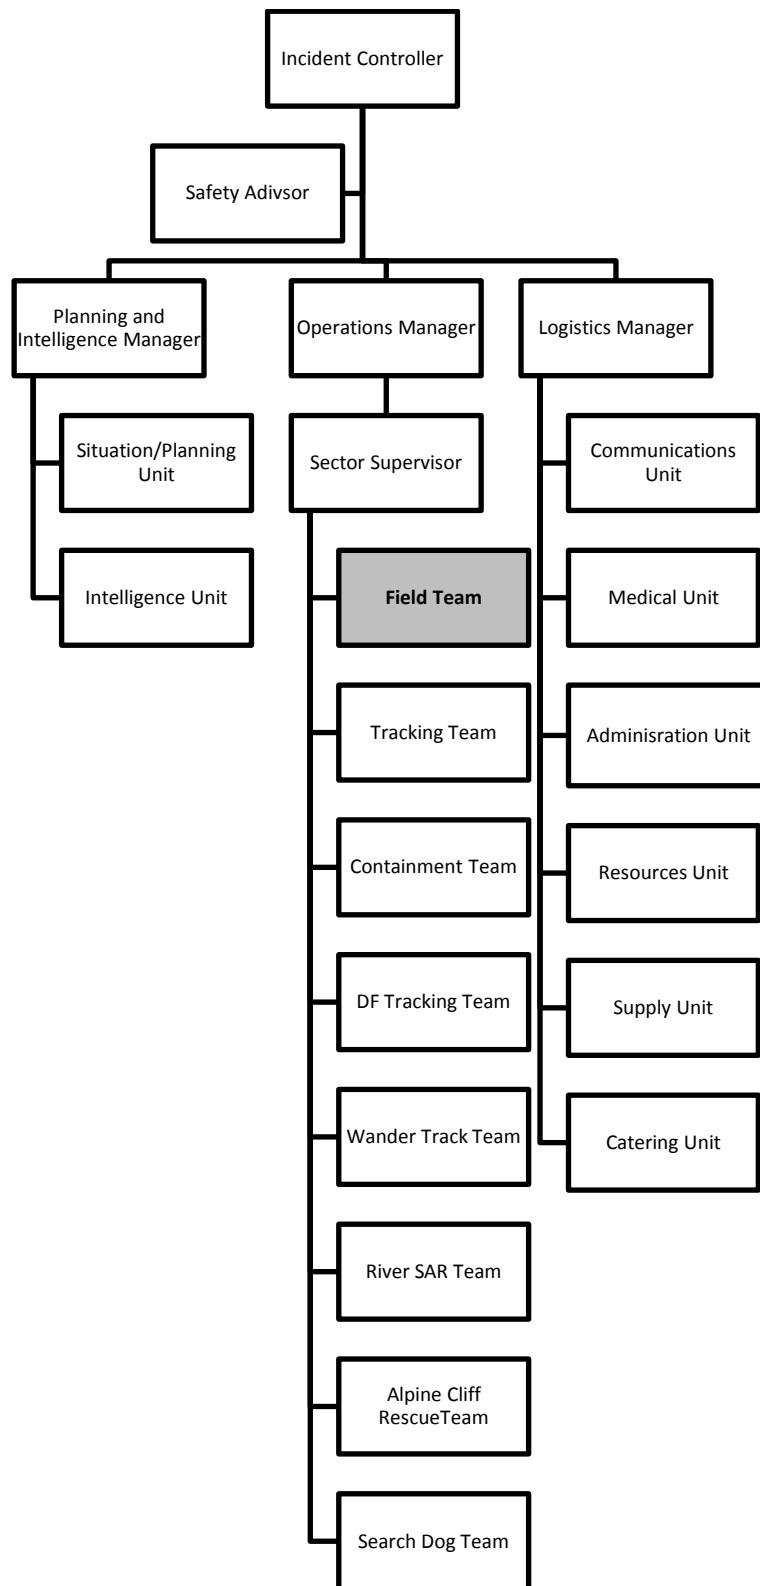 Incident Controller
Safety Adivsor
Planning and
Intelligence Manager
Operations Manager
Logistics Manager
Situation/Planning
Unit
Sector Supervisor
Communications
Unit
Intelligence Unit
Field Team
Medical Unit
Tracking Team
Adminisration Unit
Containment Team
Resources Unit
DF Tracking Team
Supply Unit
Wander Track Team
Catering Unit
River SAR Team
Alpine Cliff
RescueTeam
Search Dog Team